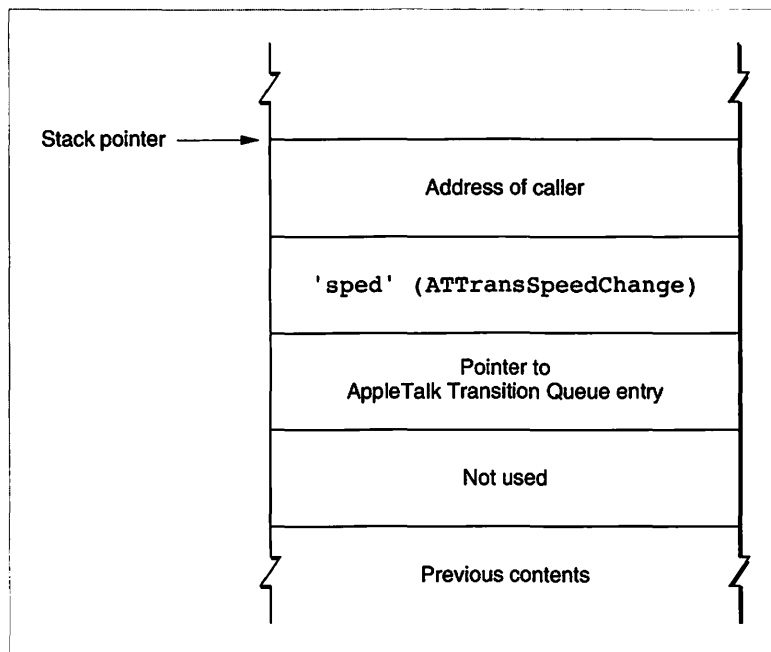 Stack pointer
Address of caller
'sped' (ATTransSpeedChange)
Pointer to
AppleTalk Transition Queue entry
Not used
Previous contents